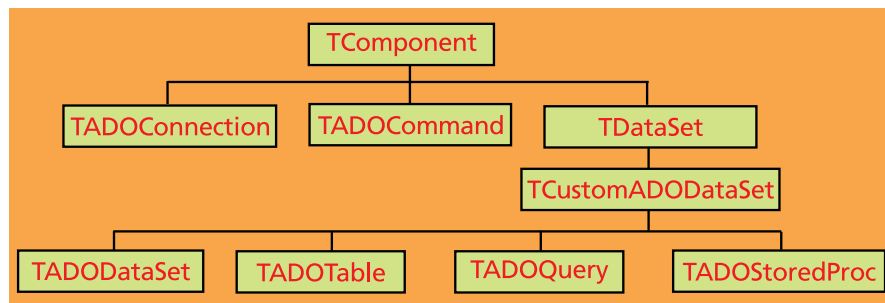 TComponent
TADOConnection
TADOCommand
TDataSet
TCustomADODataSet
TADODataSet
TADOTable
TADOQuery
TADOStoredProc